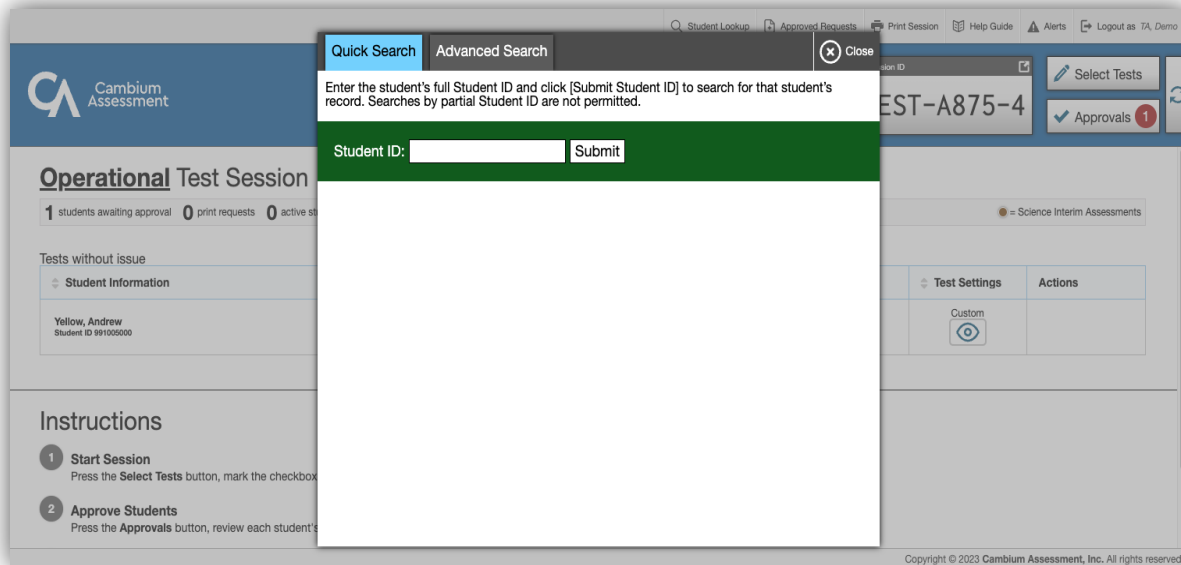 Student Lookup Approved Requests Print Session Help Guide Alerts Logout as TA, Demo
Quick Search Advanced Search Close
Enter the student's full Student ID and click [Submit Student ID] to search for that student's
record. Searches by partial Student ID are not permitted.
Student ID: Submit
CA Cambium
Assessment
sion ID
EST-A875-4
Select Tests
Approvals 1
Operational Test Session
1 students awaiting approval 0 print requests 0 active st
= Science Interim Assessments
Tests without issue
Student Information Test Settings Actions
Yellow, Andrew
Student ID 991005000
Custom
Instructions
1 Start Session
Press the Select Tests button, mark the checkbox
2 Approve Students
Press the Approvals button, review each student's
Copyright © 2023 Cambium Assessment, Inc. All rights reserved